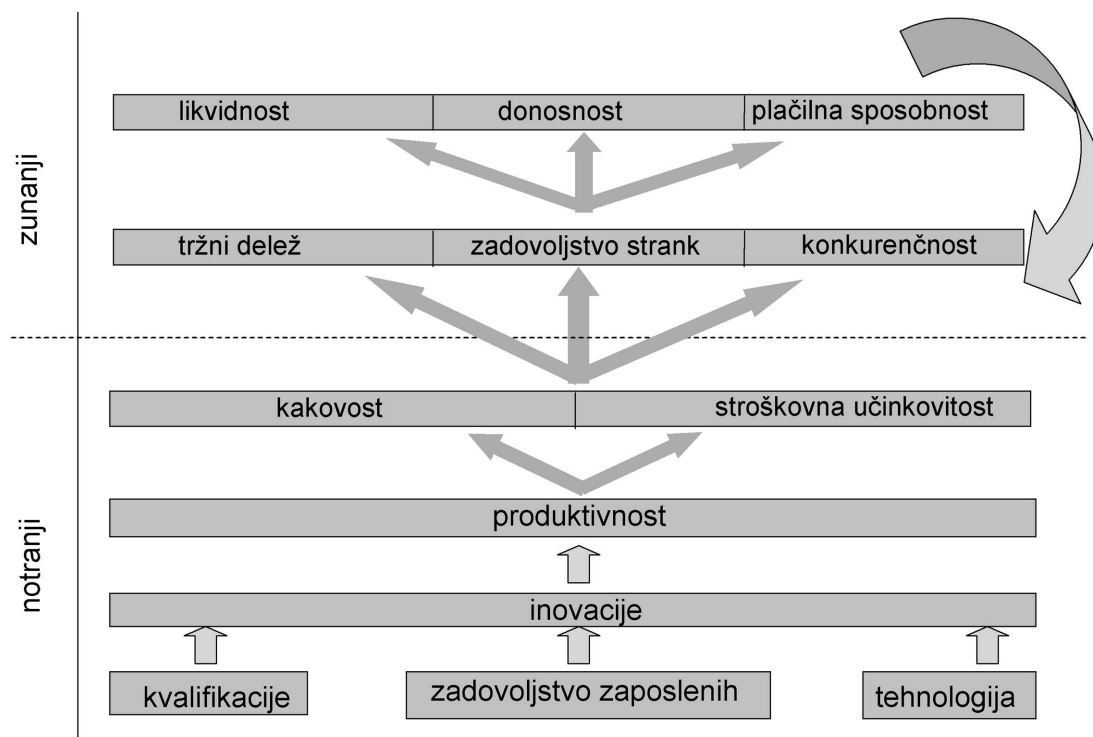 zunanji
likvidnost
donosnost
plačilna sposobnost
tržni delež
zadovoljstvo strank
konkurenčnost
notranji
kakovost
stroškovna učinkovitost
produktivnost
inovacije
kvalifikacije
zadovoljstvo zaposlenih
tehnologija